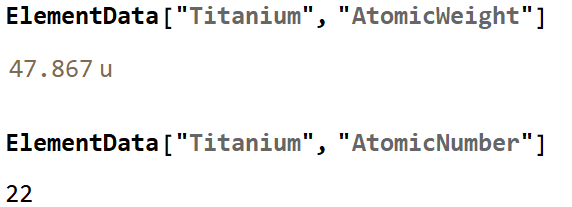 ElementData["Titanium", "AtomicWeight"]
47.867 u
ElementData["Titanium", "AtomicNumber"]
22